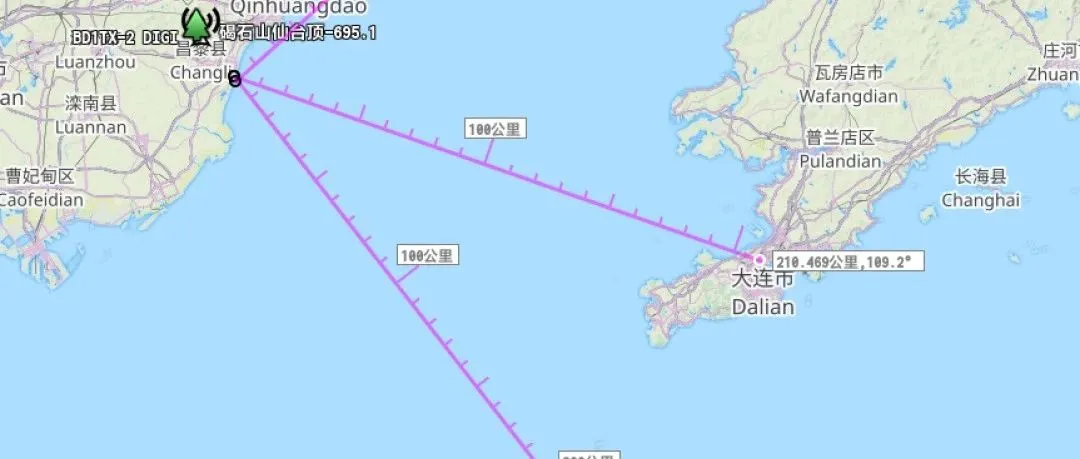 Qinhuangdao
BD1TX-2 DIGI
碣石山仙台顶-695.1
昌黎县
Luanzhou
Changli
an
滦南县
Luannan
100公里
瓦房店市
Wafangdian
庄河市
Zhuan
普兰店区
Pulandian
曹妃甸区
Caofeidian
长海县
Changhai
100公里
210.469公里,109.2°
大连市
Dalian